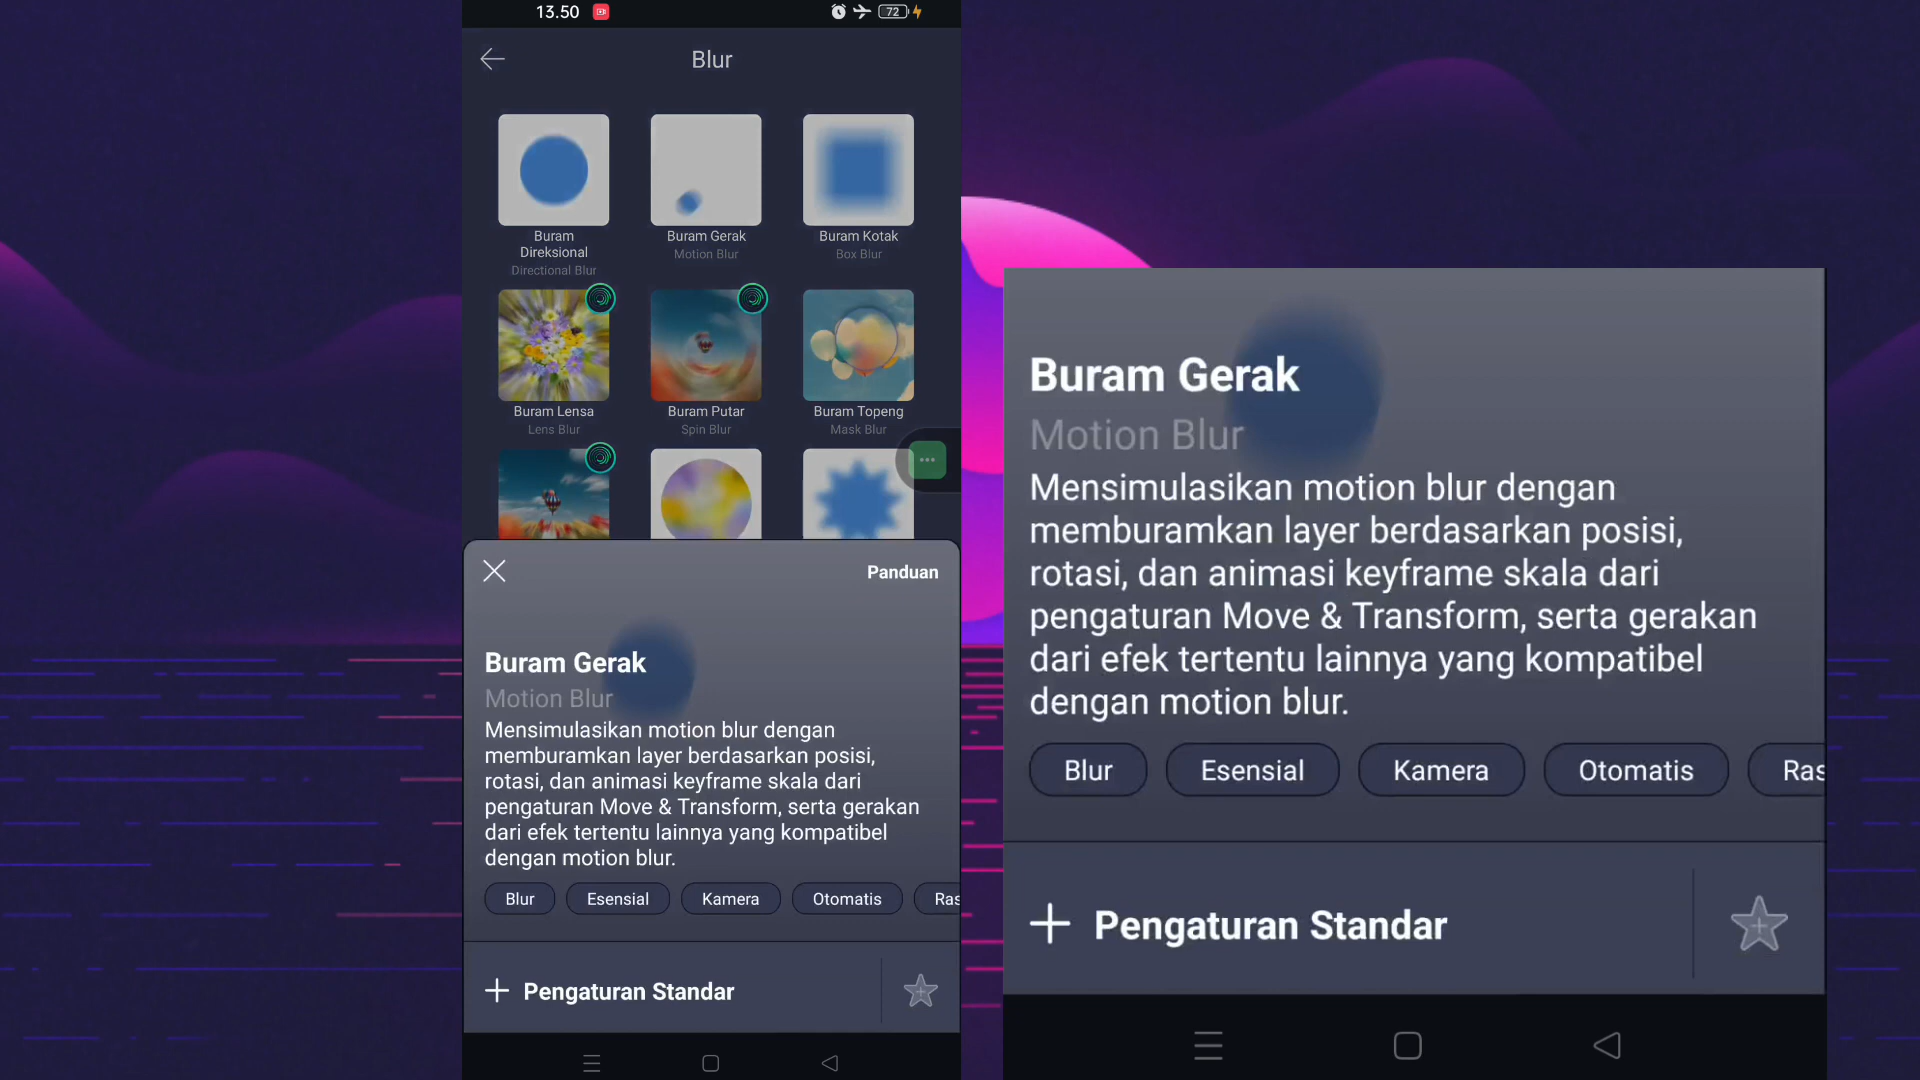 13.50
72
Blur
Buram
Direksional
Directional Blur
Buram Gerak
Motion Blur
Buram Kotak
Box Blur
Buram Lensa
Lens Blur
Buram Putar
Spin Blur
Buram Topeng
Mask Blur
Panduan
Buram Gerak
Motion Blur
Mensimulasikan motion blur dengan
memburamkan layer berdasarkan posisi,
rotasi, dan animasi keyframe skala dari
pengaturan Move & Transform, serta gerakan
dari efek tertentu lainnya yang kompatibel
dengan motion blur.
Blur Esensial Kamera Otomatis Ras
Pengaturan Standar
Buram Gerak
Motion Blur
Mensimulasikan motion blur dengan
memburamkan layer berdasarkan posisi,
rotasi, dan animasi keyframe skala dari
pengaturan Move & Transform, serta gerakan
dari efek tertentu lainnya yang kompatibel
dengan motion blur.
Blur Esensial Kamera Otomatis Ras
Pengaturan Standar